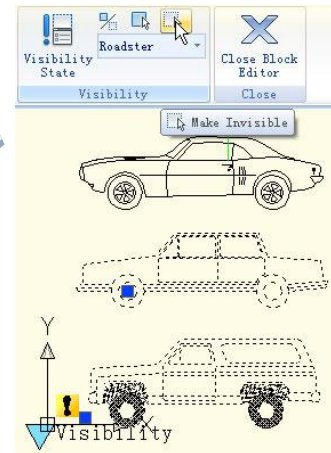 Roadster
Visibility
State
Close Block
Editor
Visibility
Close
Make Invisible
Y
X
Visibility